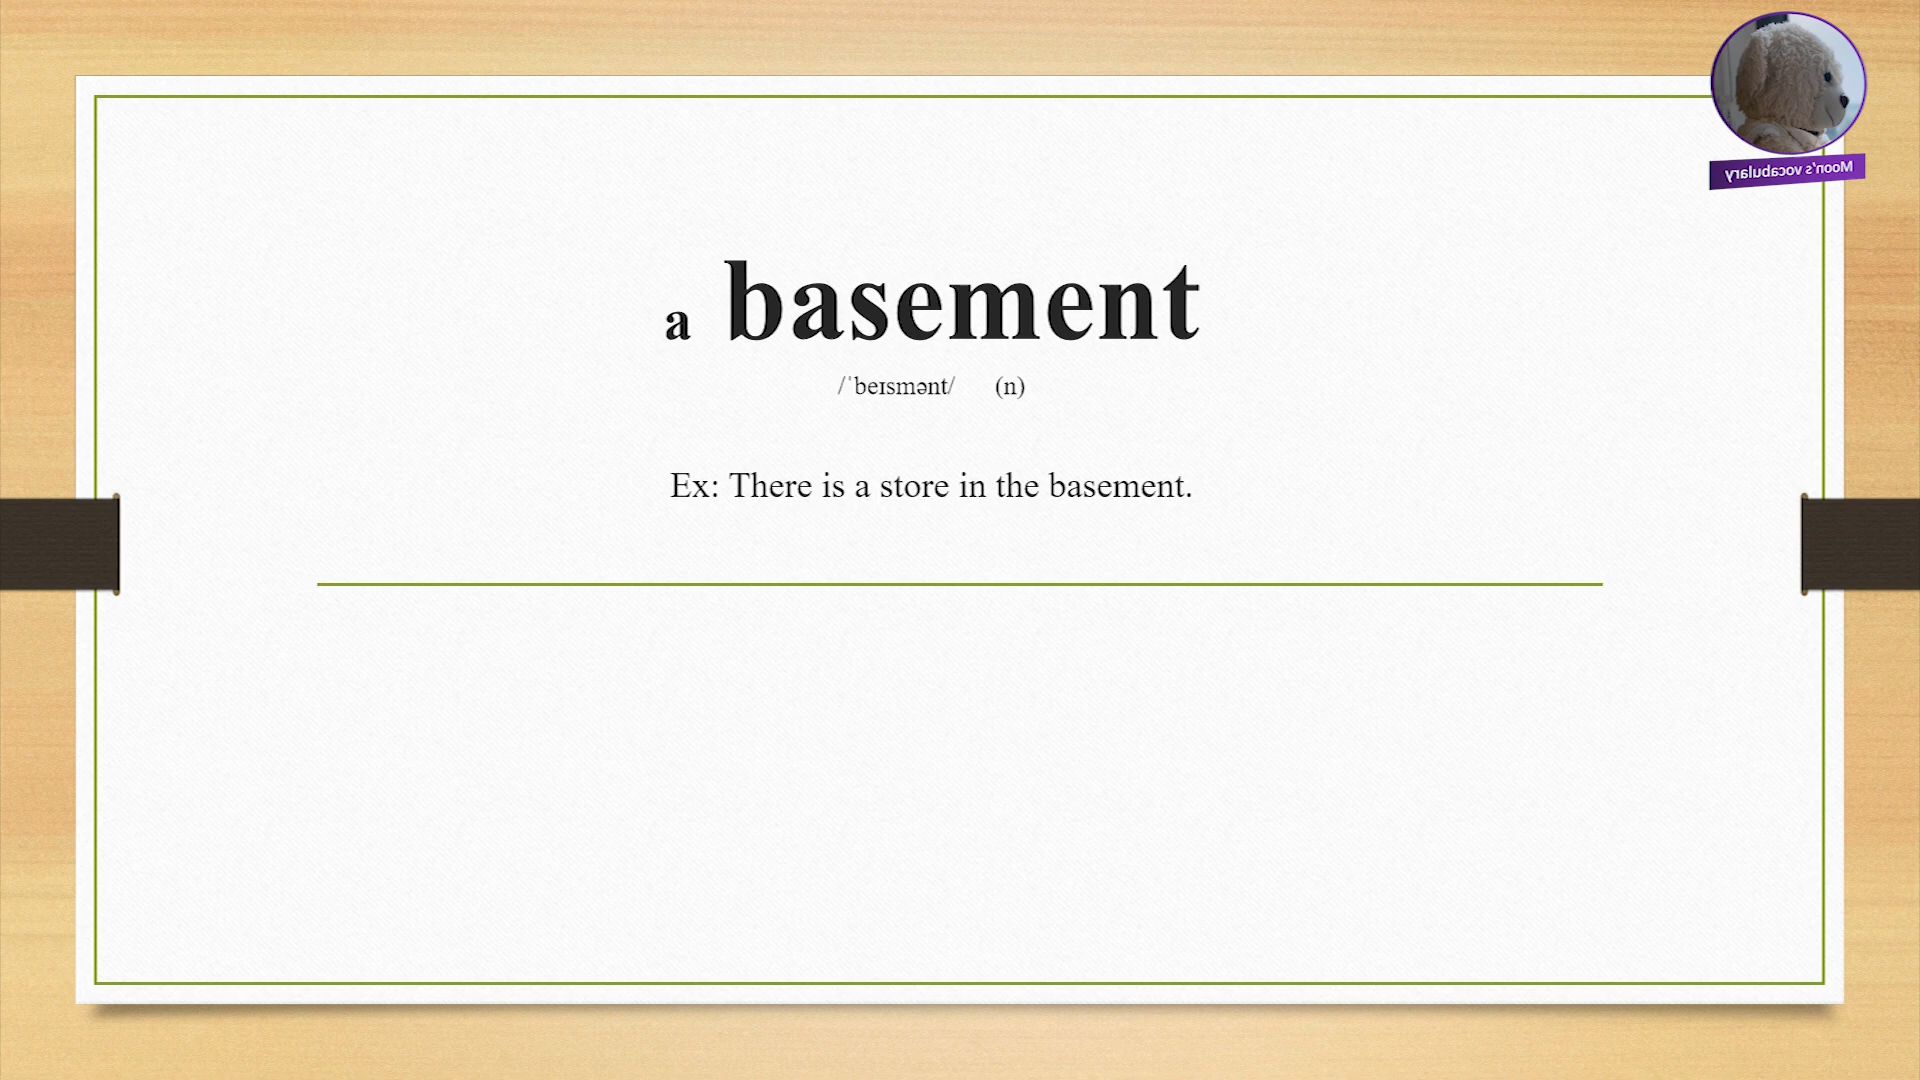 Moon's vocabulary
a basement
/ˈbeɪsmənt/ (n)
Ex: There is a store in the basement.